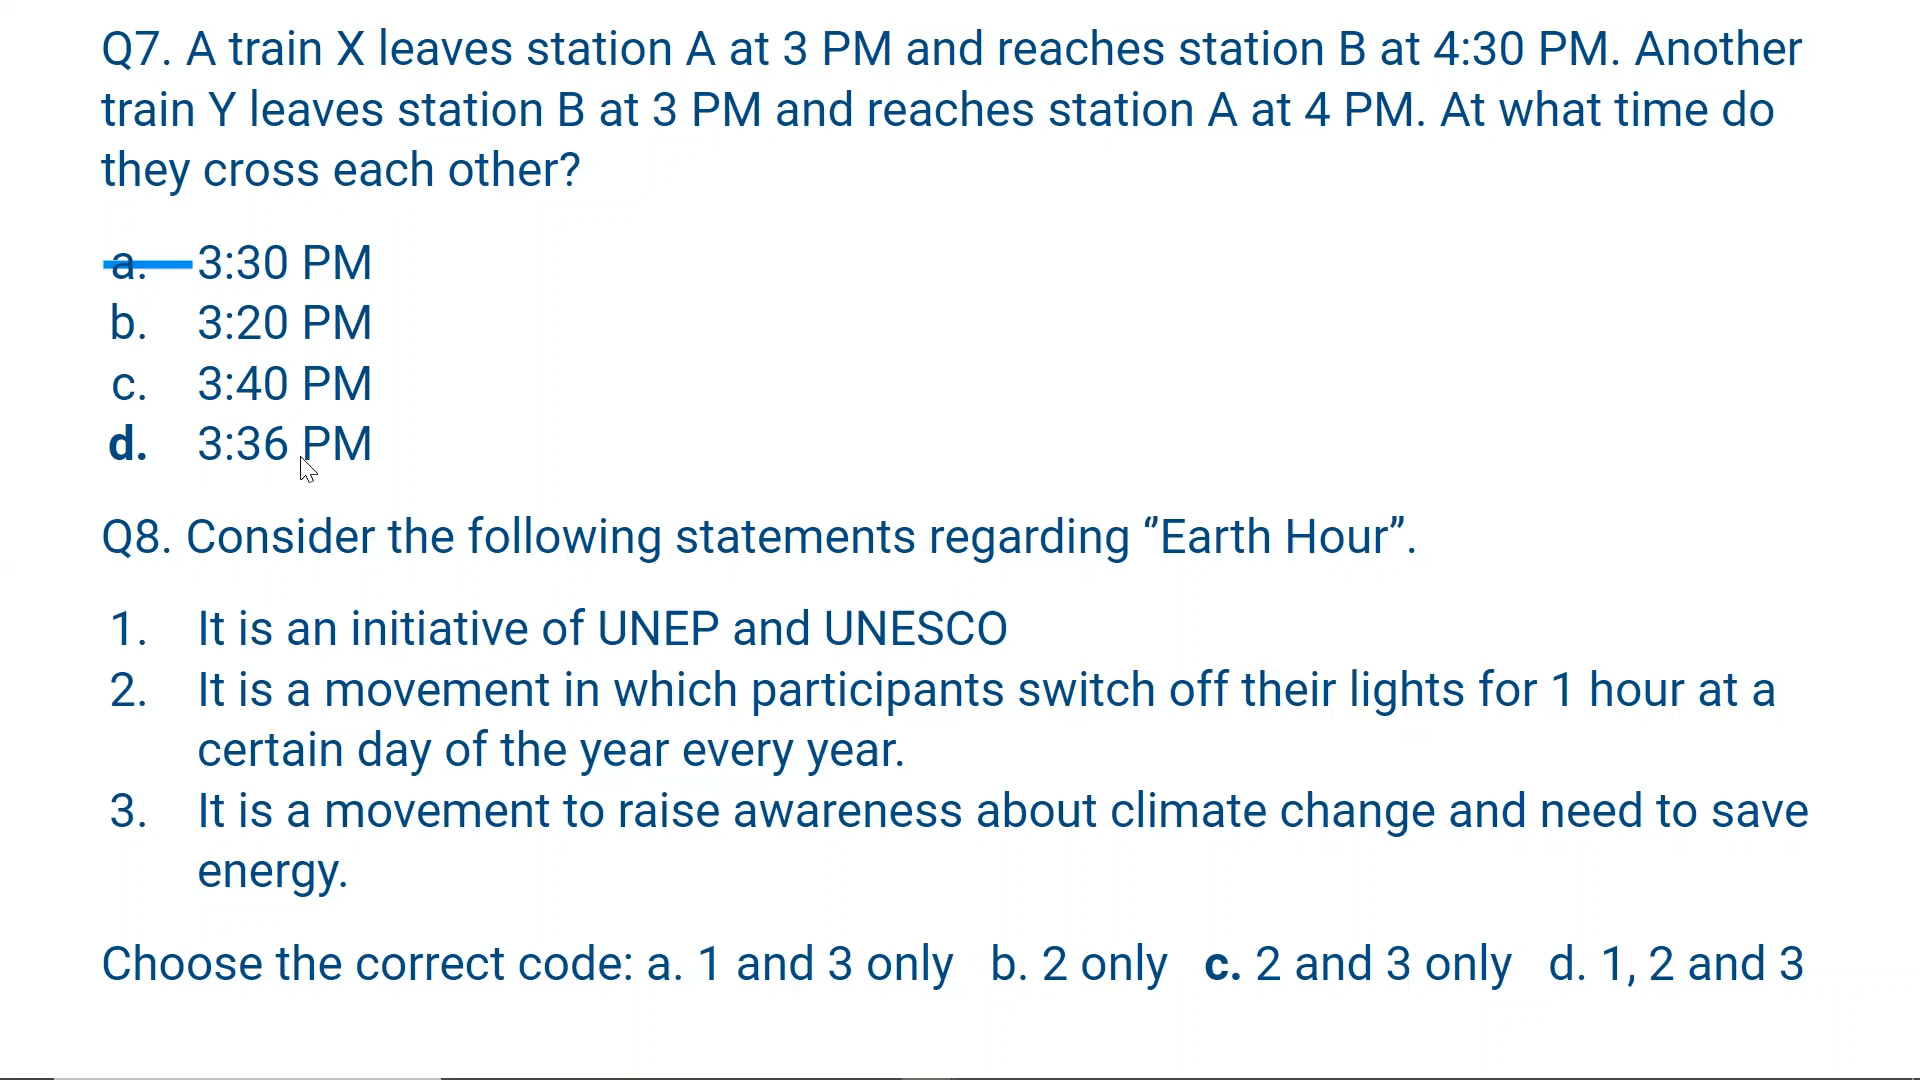 Q7. A train X leaves station A at 3 PM and reaches station B at 4:30 PM. Another
train Y leaves station B at 3 PM and reaches station A at 4 PM. At what time do
they cross each other?
a. 3:30 PM
b. 3:20 PM
c. 3:40 PM
d. 3:36 PM
Q8. Consider the following statements regarding “Earth Hour”.
1. It is an initiative of UNEP and UNESCO
2. It is a movement in which participants switch off their lights for 1 hour at a
certain day of the year every year.
3. It is a movement to raise awareness about climate change and need to save
energy.
Choose the correct code: a. 1 and 3 only b. 2 only c. 2 and 3 only d. 1, 2 and 3